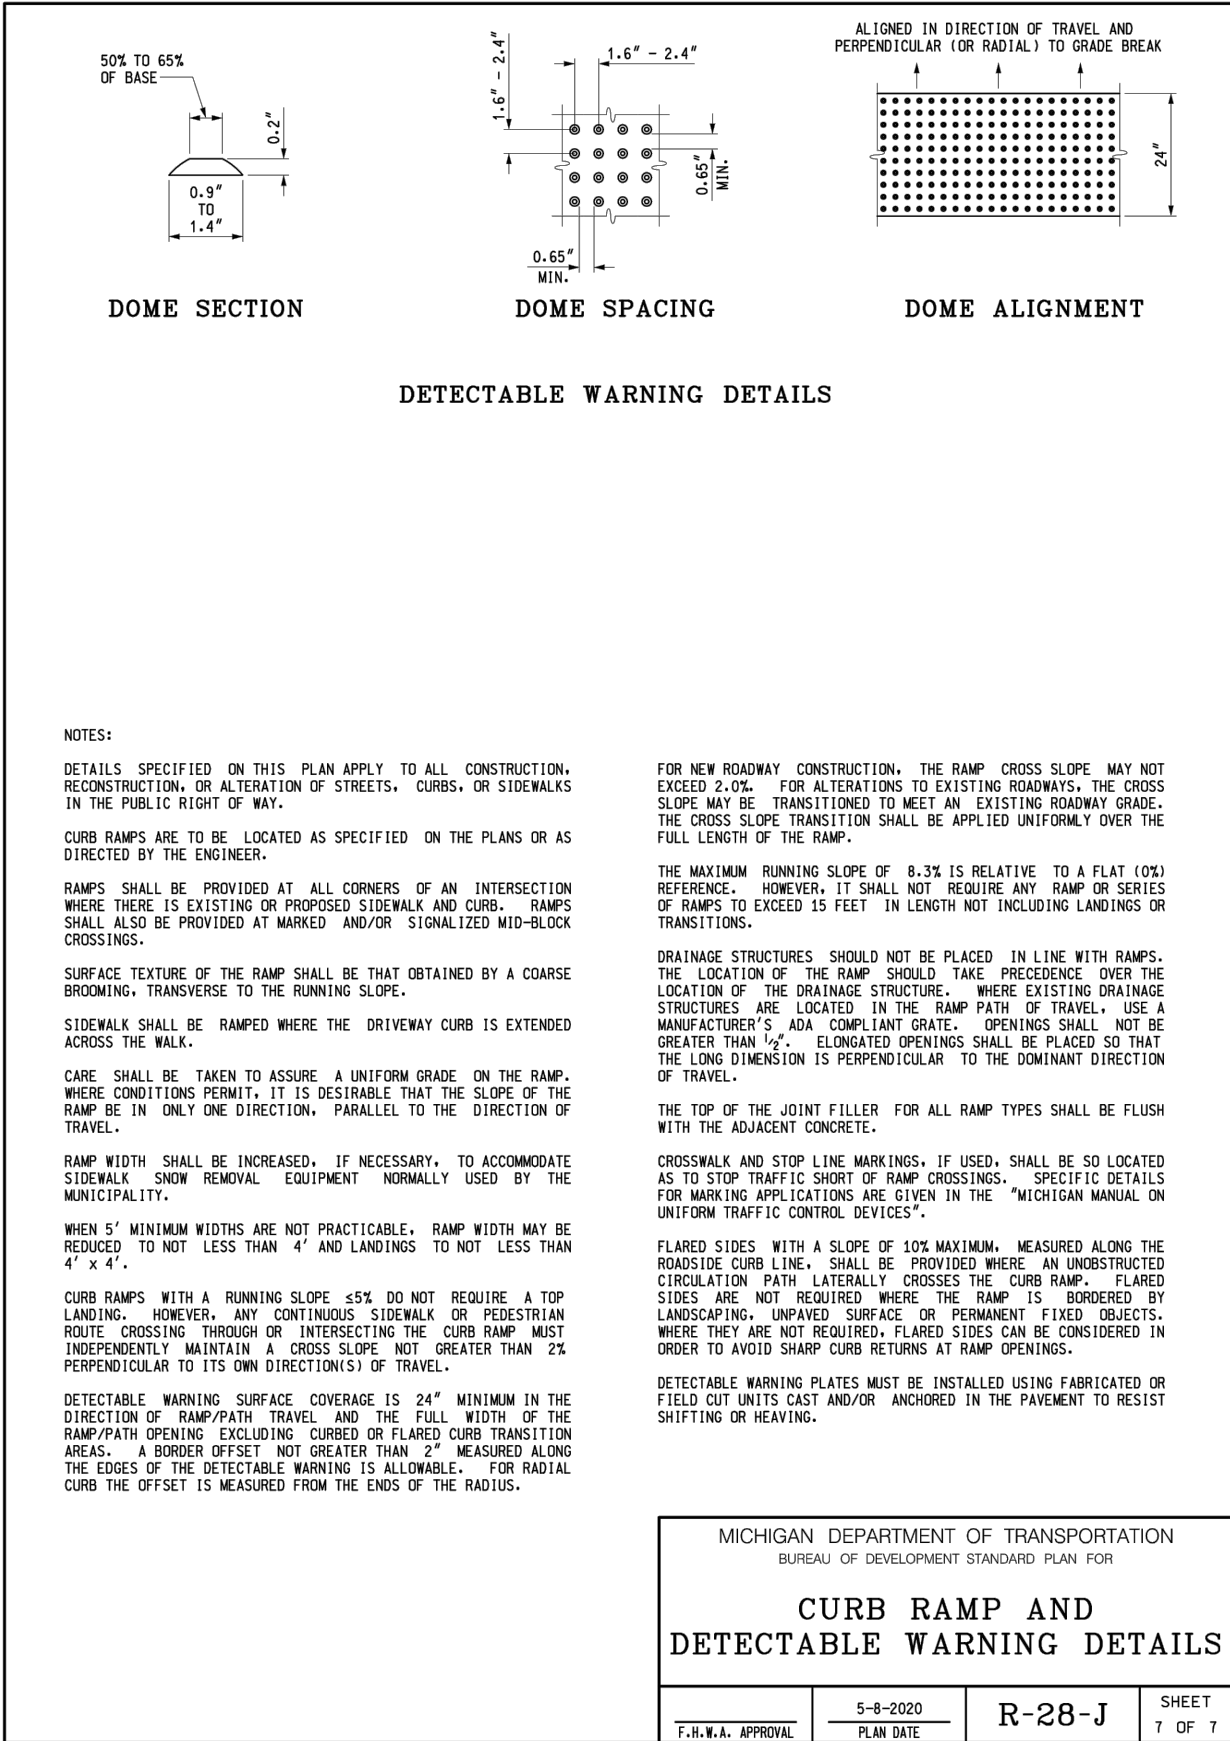 50% TO 65%
OF BASE
0.2"
0.9"
TO
1.4"
DOME SECTION
1.6" - 2.4"
1.6" - 2.4"
0.65"
MIN.
0.65"
MIN.
DOME SPACING
ALIGNED IN DIRECTION OF TRAVEL AND
PERPENDICULAR (OR RADIAL) TO GRADE BREAK
24"
DOME ALIGNMENT
DETECTABLE WARNING DETAILS
NOTES:
DETAILS SPECIFIED ON THIS PLAN APPLY TO ALL CONSTRUCTION,
RECONSTRUCTION, OR ALTERATION OF STREETS, CURBS, OR SIDEWALKS
IN THE PUBLIC RIGHT OF WAY.
CURB RAMPS ARE TO BE LOCATED AS SPECIFIED ON THE PLANS OR AS
DIRECTED BY THE ENGINEER.
RAMPS SHALL BE PROVIDED AT ALL CORNERS OF AN INTERSECTION
WHERE THERE IS EXISTING OR PROPOSED SIDEWALK AND CURB. RAMPS
SHALL ALSO BE PROVIDED AT MARKED AND/OR SIGNALIZED MID-BLOCK
CROSSINGS.
SURFACE TEXTURE OF THE RAMP SHALL BE THAT OBTAINED BY A COARSE
BROOMING, TRANSVERSE TO THE RUNNING SLOPE.
SIDEWALK SHALL BE RAMPED WHERE THE DRIVEWAY CURB IS EXTENDED
ACROSS THE WALK.
CARE SHALL BE TAKEN TO ASSURE A UNIFORM GRADE ON THE RAMP.
WHERE CONDITIONS PERMIT, IT IS DESIRABLE THAT THE SLOPE OF THE
RAMP BE IN ONLY ONE DIRECTION, PARALLEL TO THE DIRECTION OF
TRAVEL.
RAMP WIDTH SHALL BE INCREASED, IF NECESSARY, TO ACCOMMODATE
SIDEWALK SNOW REMOVAL EQUIPMENT NORMALLY USED BY THE
MUNICIPALITY.
WHEN 5' MINIMUM WIDTHS ARE NOT PRACTICABLE, RAMP WIDTH MAY BE
REDUCED TO NOT LESS THAN 4' AND LANDINGS TO NOT LESS THAN
4' x 4'.
CURB RAMPS WITH A RUNNING SLOPE ≤5% DO NOT REQUIRE A TOP
LANDING. HOWEVER, ANY CONTINUOUS SIDEWALK OR PEDESTRIAN
ROUTE CROSSING THROUGH OR INTERSECTING THE CURB RAMP MUST
INDEPENDENTLY MAINTAIN A CROSS SLOPE NOT GREATER THAN 2%
PERPENDICULAR TO ITS OWN DIRECTION(S) OF TRAVEL.
DETECTABLE WARNING SURFACE COVERAGE IS 24" MINIMUM IN THE
DIRECTION OF RAMP/PATH TRAVEL AND THE FULL WIDTH OF THE
RAMP/PATH OPENING EXCLUDING CURBED OR FLARED CURB TRANSITION
AREAS. A BORDER OFFSET NOT GREATER THAN 2" MEASURED ALONG
THE EDGES OF THE DETECTABLE WARNING IS ALLOWABLE. FOR RADIAL
CURB THE OFFSET IS MEASURED FROM THE ENDS OF THE RADIUS.
FOR NEW ROADWAY CONSTRUCTION, THE RAMP CROSS SLOPE MAY NOT
EXCEED 2.0%. FOR ALTERATIONS TO EXISTING ROADWAYS, THE CROSS
SLOPE MAY BE TRANSITIONED TO MEET AN EXISTING ROADWAY GRADE.
THE CROSS SLOPE TRANSITION SHALL BE APPLIED UNIFORMLY OVER THE
FULL LENGTH OF THE RAMP.
THE MAXIMUM RUNNING SLOPE OF 8.3% IS RELATIVE TO A FLAT (0%)
REFERENCE. HOWEVER, IT SHALL NOT REQUIRE ANY RAMP OR SERIES
OF RAMPS TO EXCEED 15 FEET IN LENGTH NOT INCLUDING LANDINGS OR
TRANSITIONS.
DRAINAGE STRUCTURES SHOULD NOT BE PLACED IN LINE WITH RAMPS.
THE LOCATION OF THE RAMP SHOULD TAKE PRECEDENCE OVER THE
LOCATION OF THE DRAINAGE STRUCTURE. WHERE EXISTING DRAINAGE
STRUCTURES ARE LOCATED IN THE RAMP PATH OF TRAVEL, USE A
MANUFACTURER'S ADA COMPLIANT GRATE. OPENINGS SHALL NOT BE
GREATER THAN 1/2". ELONGATED OPENINGS SHALL BE PLACED SO THAT
THE LONG DIMENSION IS PERPENDICULAR TO THE DOMINANT DIRECTION
OF TRAVEL.
THE TOP OF THE JOINT FILLER FOR ALL RAMP TYPES SHALL BE FLUSH
WITH THE ADJACENT CONCRETE.
CROSSWALK AND STOP LINE MARKINGS, IF USED, SHALL BE SO LOCATED
AS TO STOP TRAFFIC SHORT OF RAMP CROSSINGS. SPECIFIC DETAILS
FOR MARKING APPLICATIONS ARE GIVEN IN THE "MICHIGAN MANUAL ON
UNIFORM TRAFFIC CONTROL DEVICES".
FLARED SIDES WITH A SLOPE OF 10% MAXIMUM, MEASURED ALONG THE
ROADSIDE CURB LINE, SHALL BE PROVIDED WHERE AN UNOBSTRUCTED
CIRCULATION PATH LATERALLY CROSSES THE CURB RAMP. FLARED
SIDES ARE NOT REQUIRED WHERE THE RAMP IS BORDERED BY
LANDSCAPING, UNPAVED SURFACE OR PERMANENT FIXED OBJECTS.
WHERE THEY ARE NOT REQUIRED, FLARED SIDES CAN BE CONSIDERED IN
ORDER TO AVOID SHARP CURB RETURNS AT RAMP OPENINGS.
DETECTABLE WARNING PLATES MUST BE INSTALLED USING FABRICATED OR
FIELD CUT UNITS CAST AND/OR ANCHORED IN THE PAVEMENT TO RESIST
SHIFTING OR HEAVING.
MICHIGAN DEPARTMENT OF TRANSPORTATION
BUREAU OF DEVELOPMENT STANDARD PLAN FOR
CURB RAMP AND
DETECTABLE WARNING DETAILS
F.H.W.A. APPROVAL
5-8-2020
PLAN DATE
R-28-J
SHEET
7 OF 7